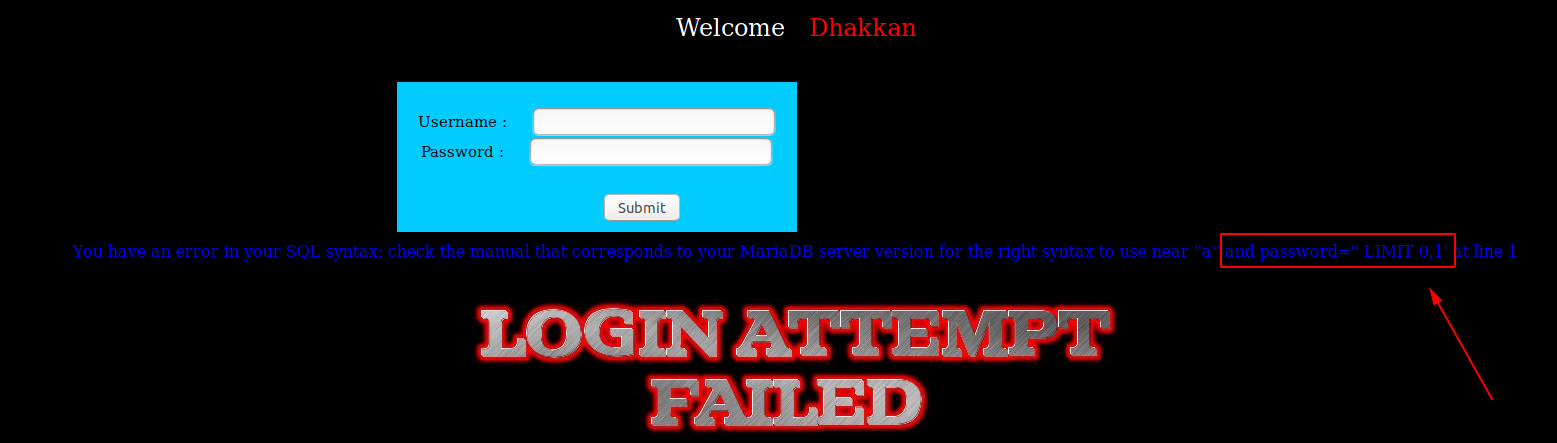 Welcome Dhakkan
Username :
Password :
Submit
You have an error in your SQL syntax; check the manual that corresponds to your MariaDB server version for the right syntax to use near ''a'' and password='' LIMIT 0,1' at line 1
LOGIN ATTEMPT
FAILED